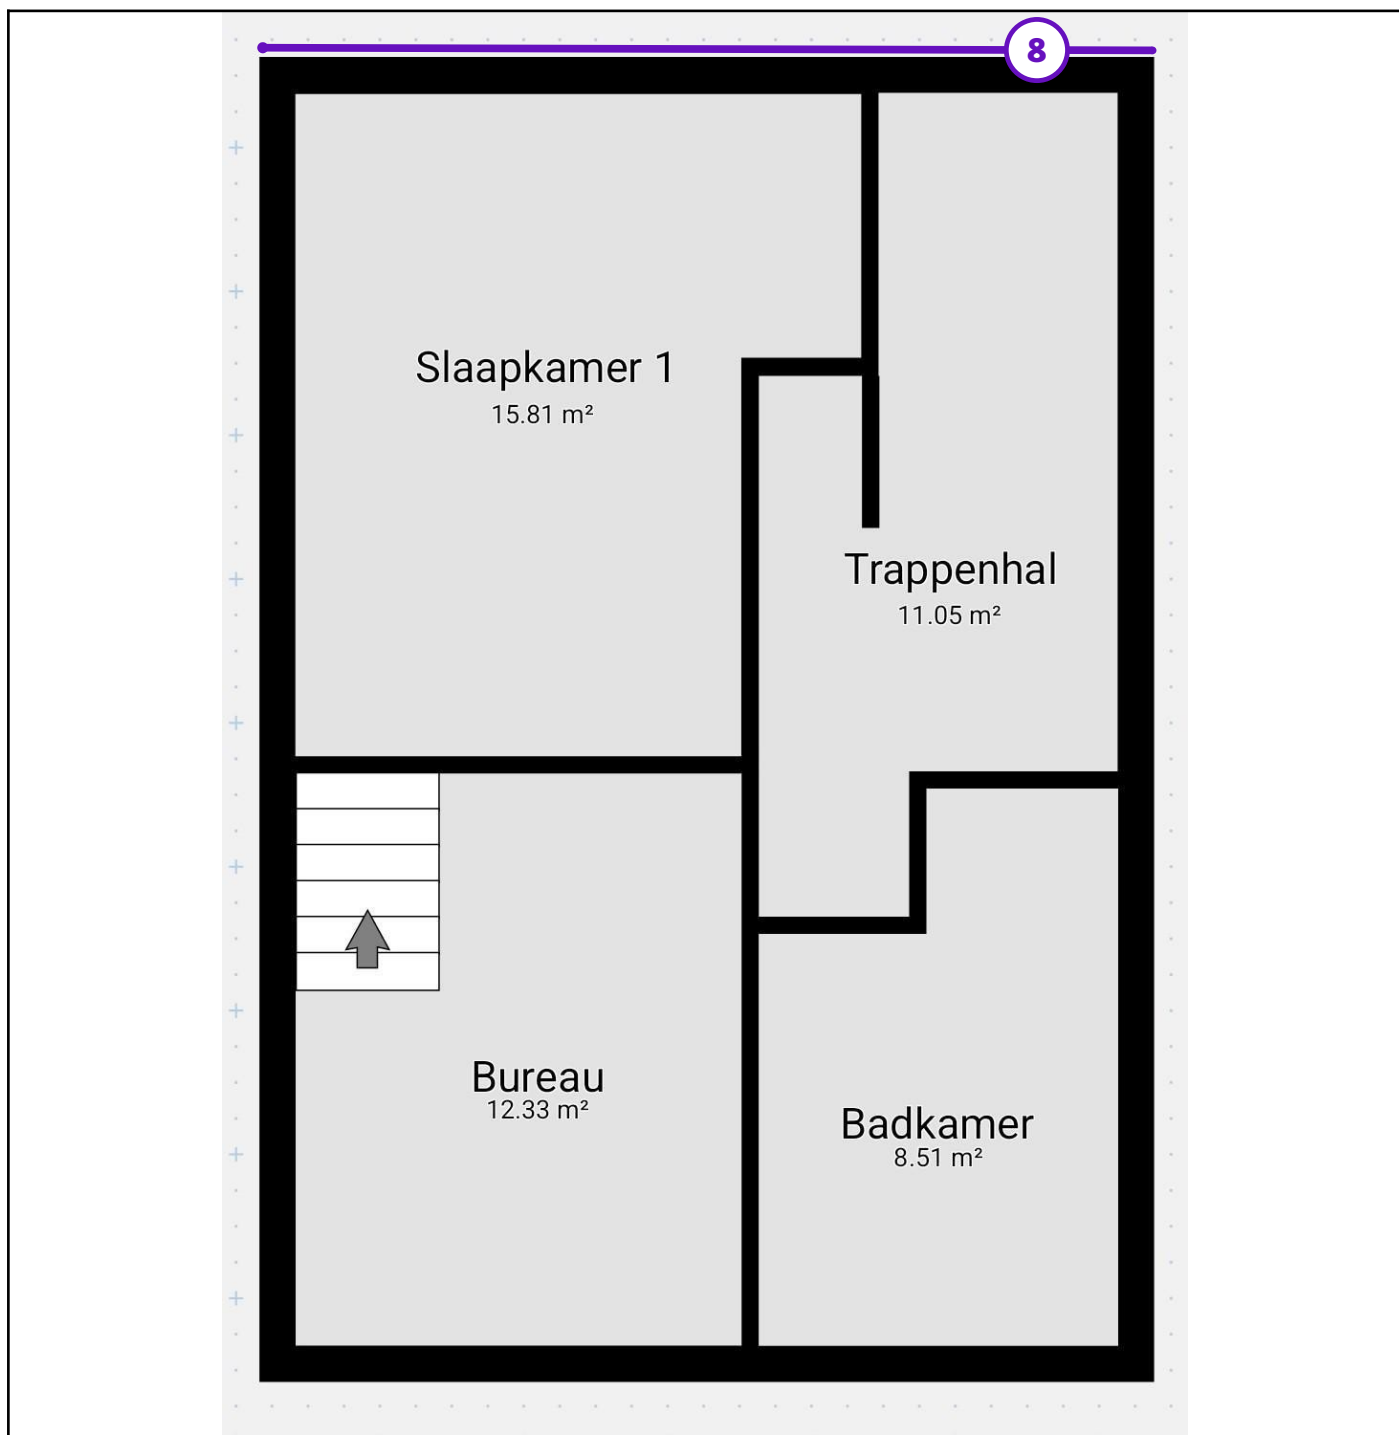 8
Slaapkamer 1
15.81 m²
Trappenhal
11.05 m²
Bureau
12.33 m²
Badkamer
8.51 m²